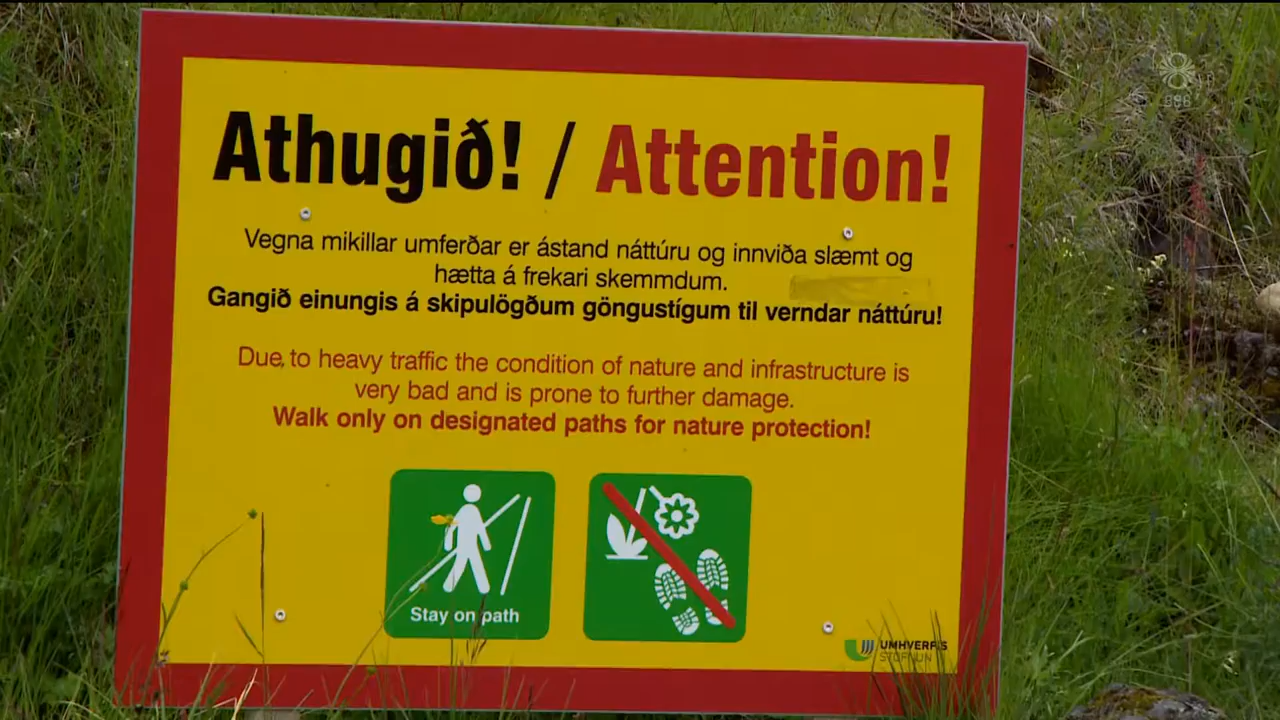 888
Athugið! / Attention!
Vegna mikillar umferðar er ástand náttúru og innviða slæmt og
hætta á frekari skemmdum.
Gangið einungis á skipulögðum göngustígum til verndar náttúru!
Due to heavy traffic the condition of nature and infrastructure is
very bad and is prone to further damage.
Walk only on designated paths for nature protection!
Stay on path
UMHVERFIS
STOFNUN